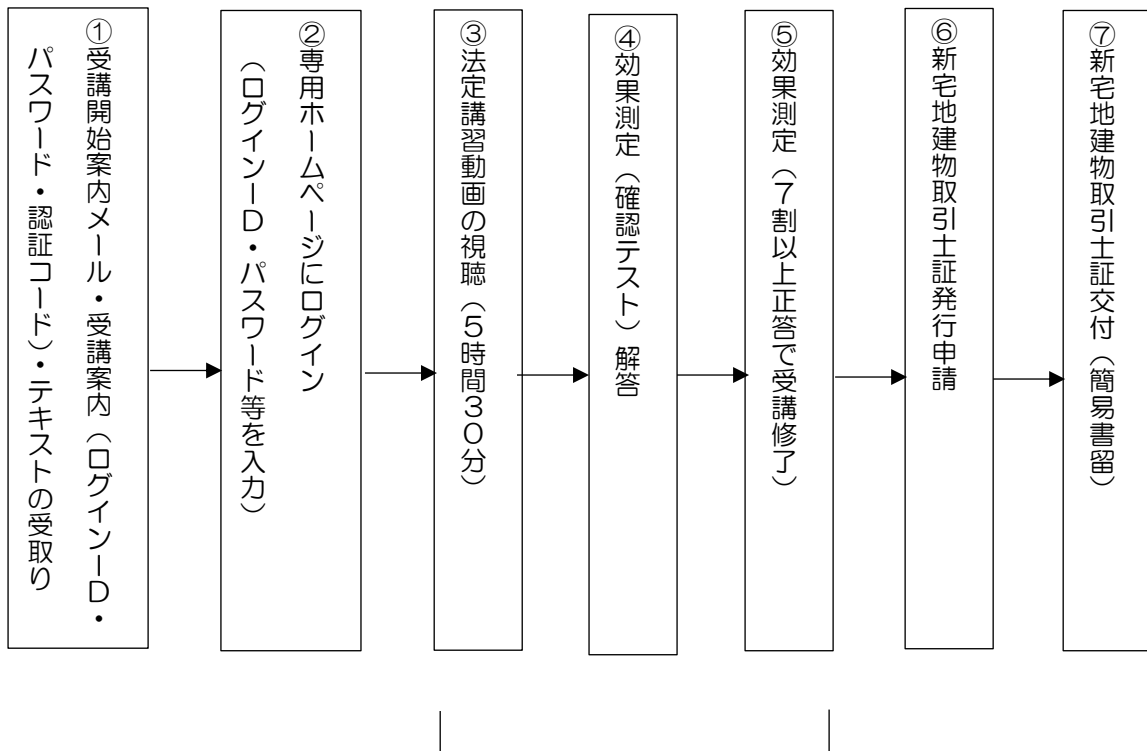 ①受講開始案内メール・受講案内（ログインID・
パスワード・認証コード）・テキストの受取り
②専用ホームページにログイン
（ログインID・パスワード等を入力）
③法定講習動画の視聴（５時間３０分）
④効果測定（確認テスト）解答
⑤効果測定（７割以上正答で受講修了）
⑥新宅地建物取引士証発行申請
⑦新宅地建物取引士証交付（簡易書留）